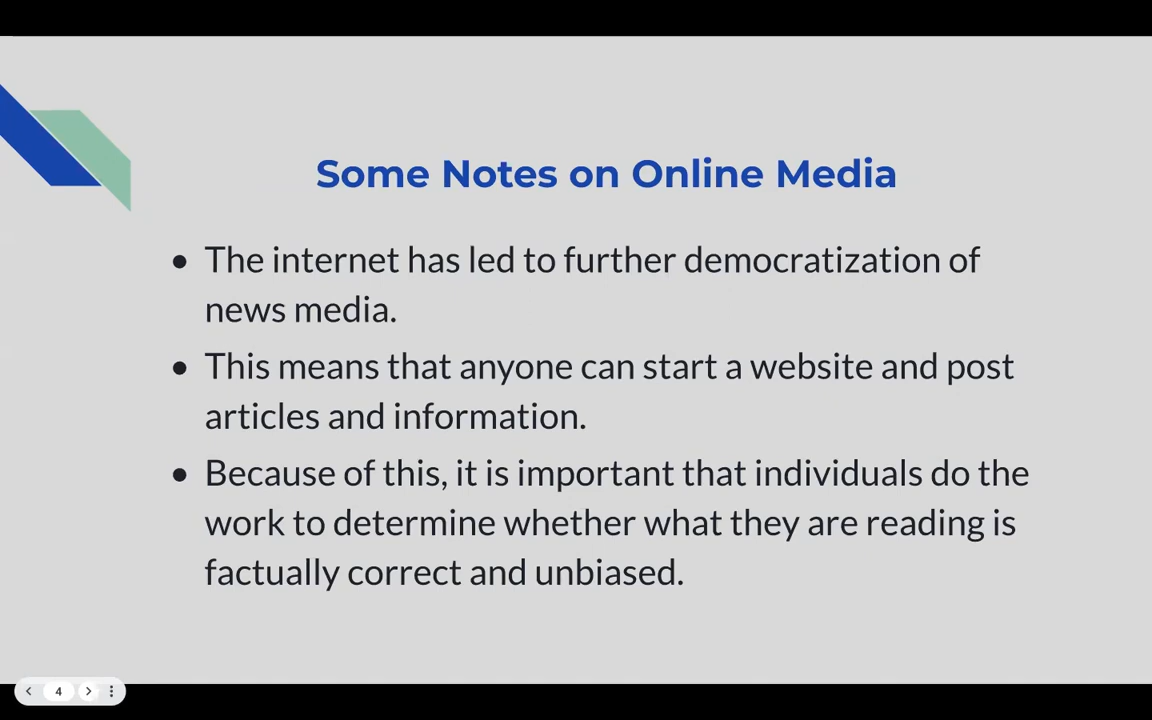 Some Notes on Online Media
● The internet has led to further democratization of
news media.
● This means that anyone can start a website and post
articles and information.
● Because of this, it is important that individuals do the
work to determine whether what they are reading is
factually correct and unbiased.
4